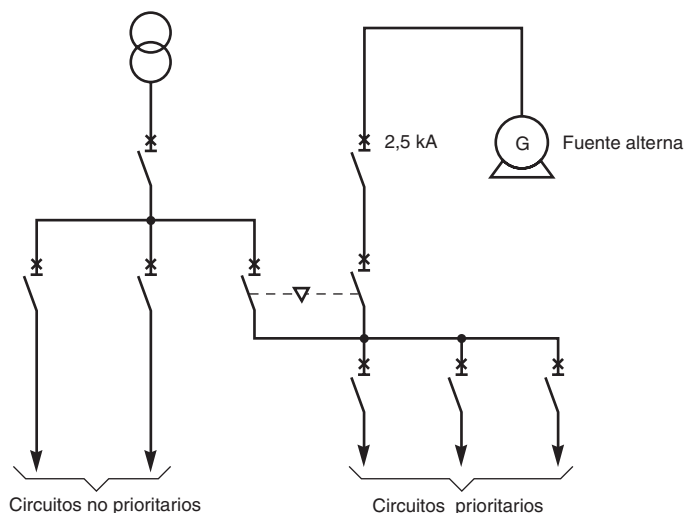 2,5 kA
G
Fuente alterna
Circuitos no prioritarios
Circuitos prioritarios